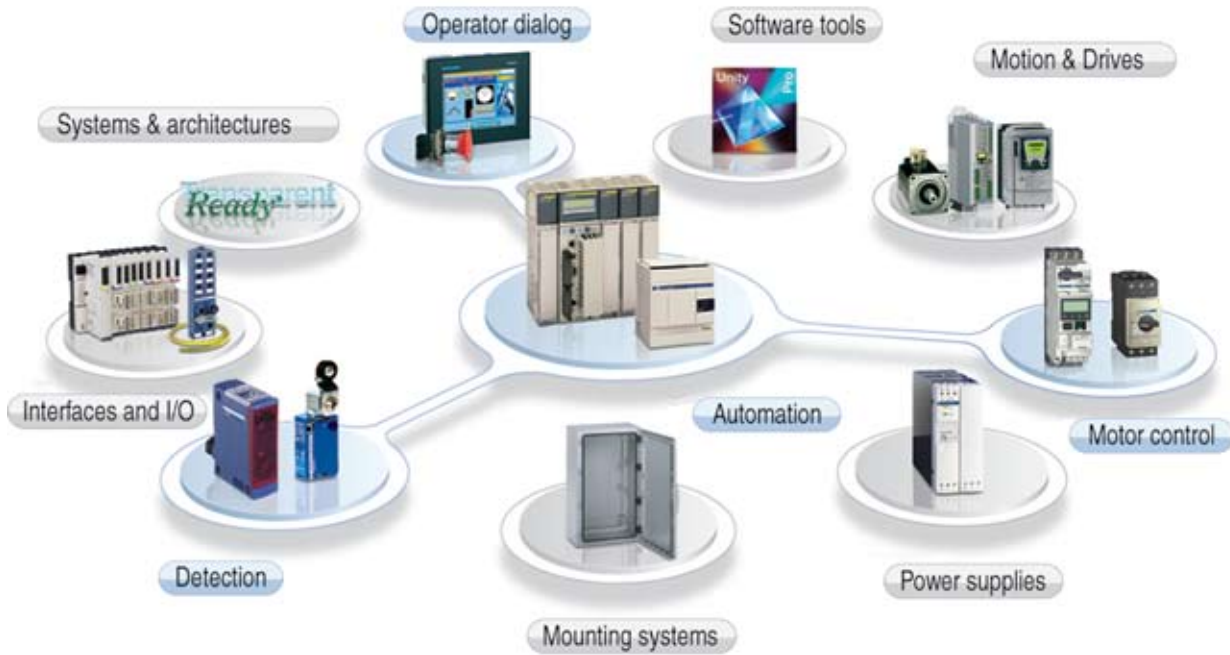 Operator dialog
Software tools
Motion & Drives
Systems & architectures
Unity
Pro
Transparent
Ready
Interfaces and I/O
Automation
Motor control
Detection
Power supplies
Mounting systems